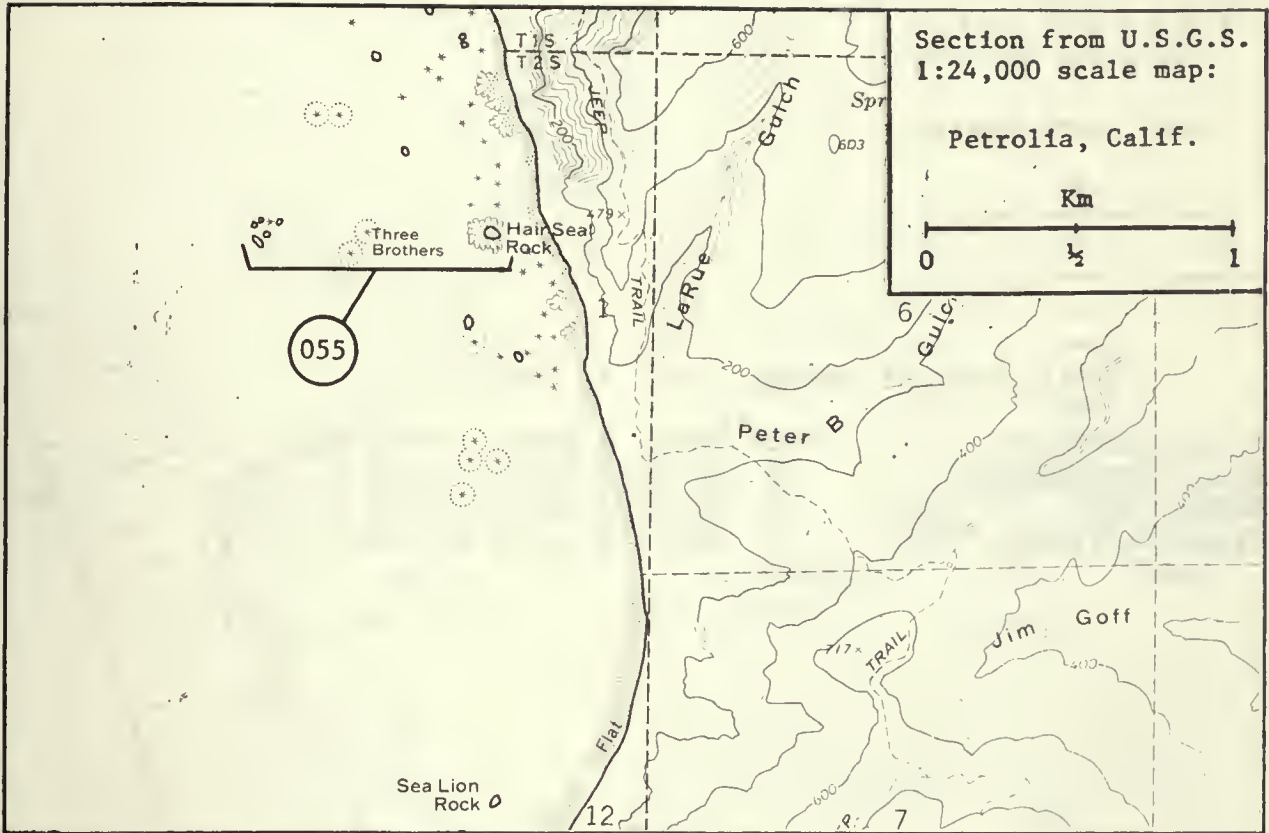 Section from U.S.G.S.
1:24,000 scale map:
Petrolia, Calif.
Km
0 ½ 1
T1S
T2S
600
JEEP
200
Gulch
Spr
603
479×
Three
Brothers
Hair Seal
Rock
TRAIL
LaRue
1
6
Gulch
055
200
Peter B
400
Jim Goff
717×
TRAIL
400
Flat
Sea Lion
Rock
12
600
7